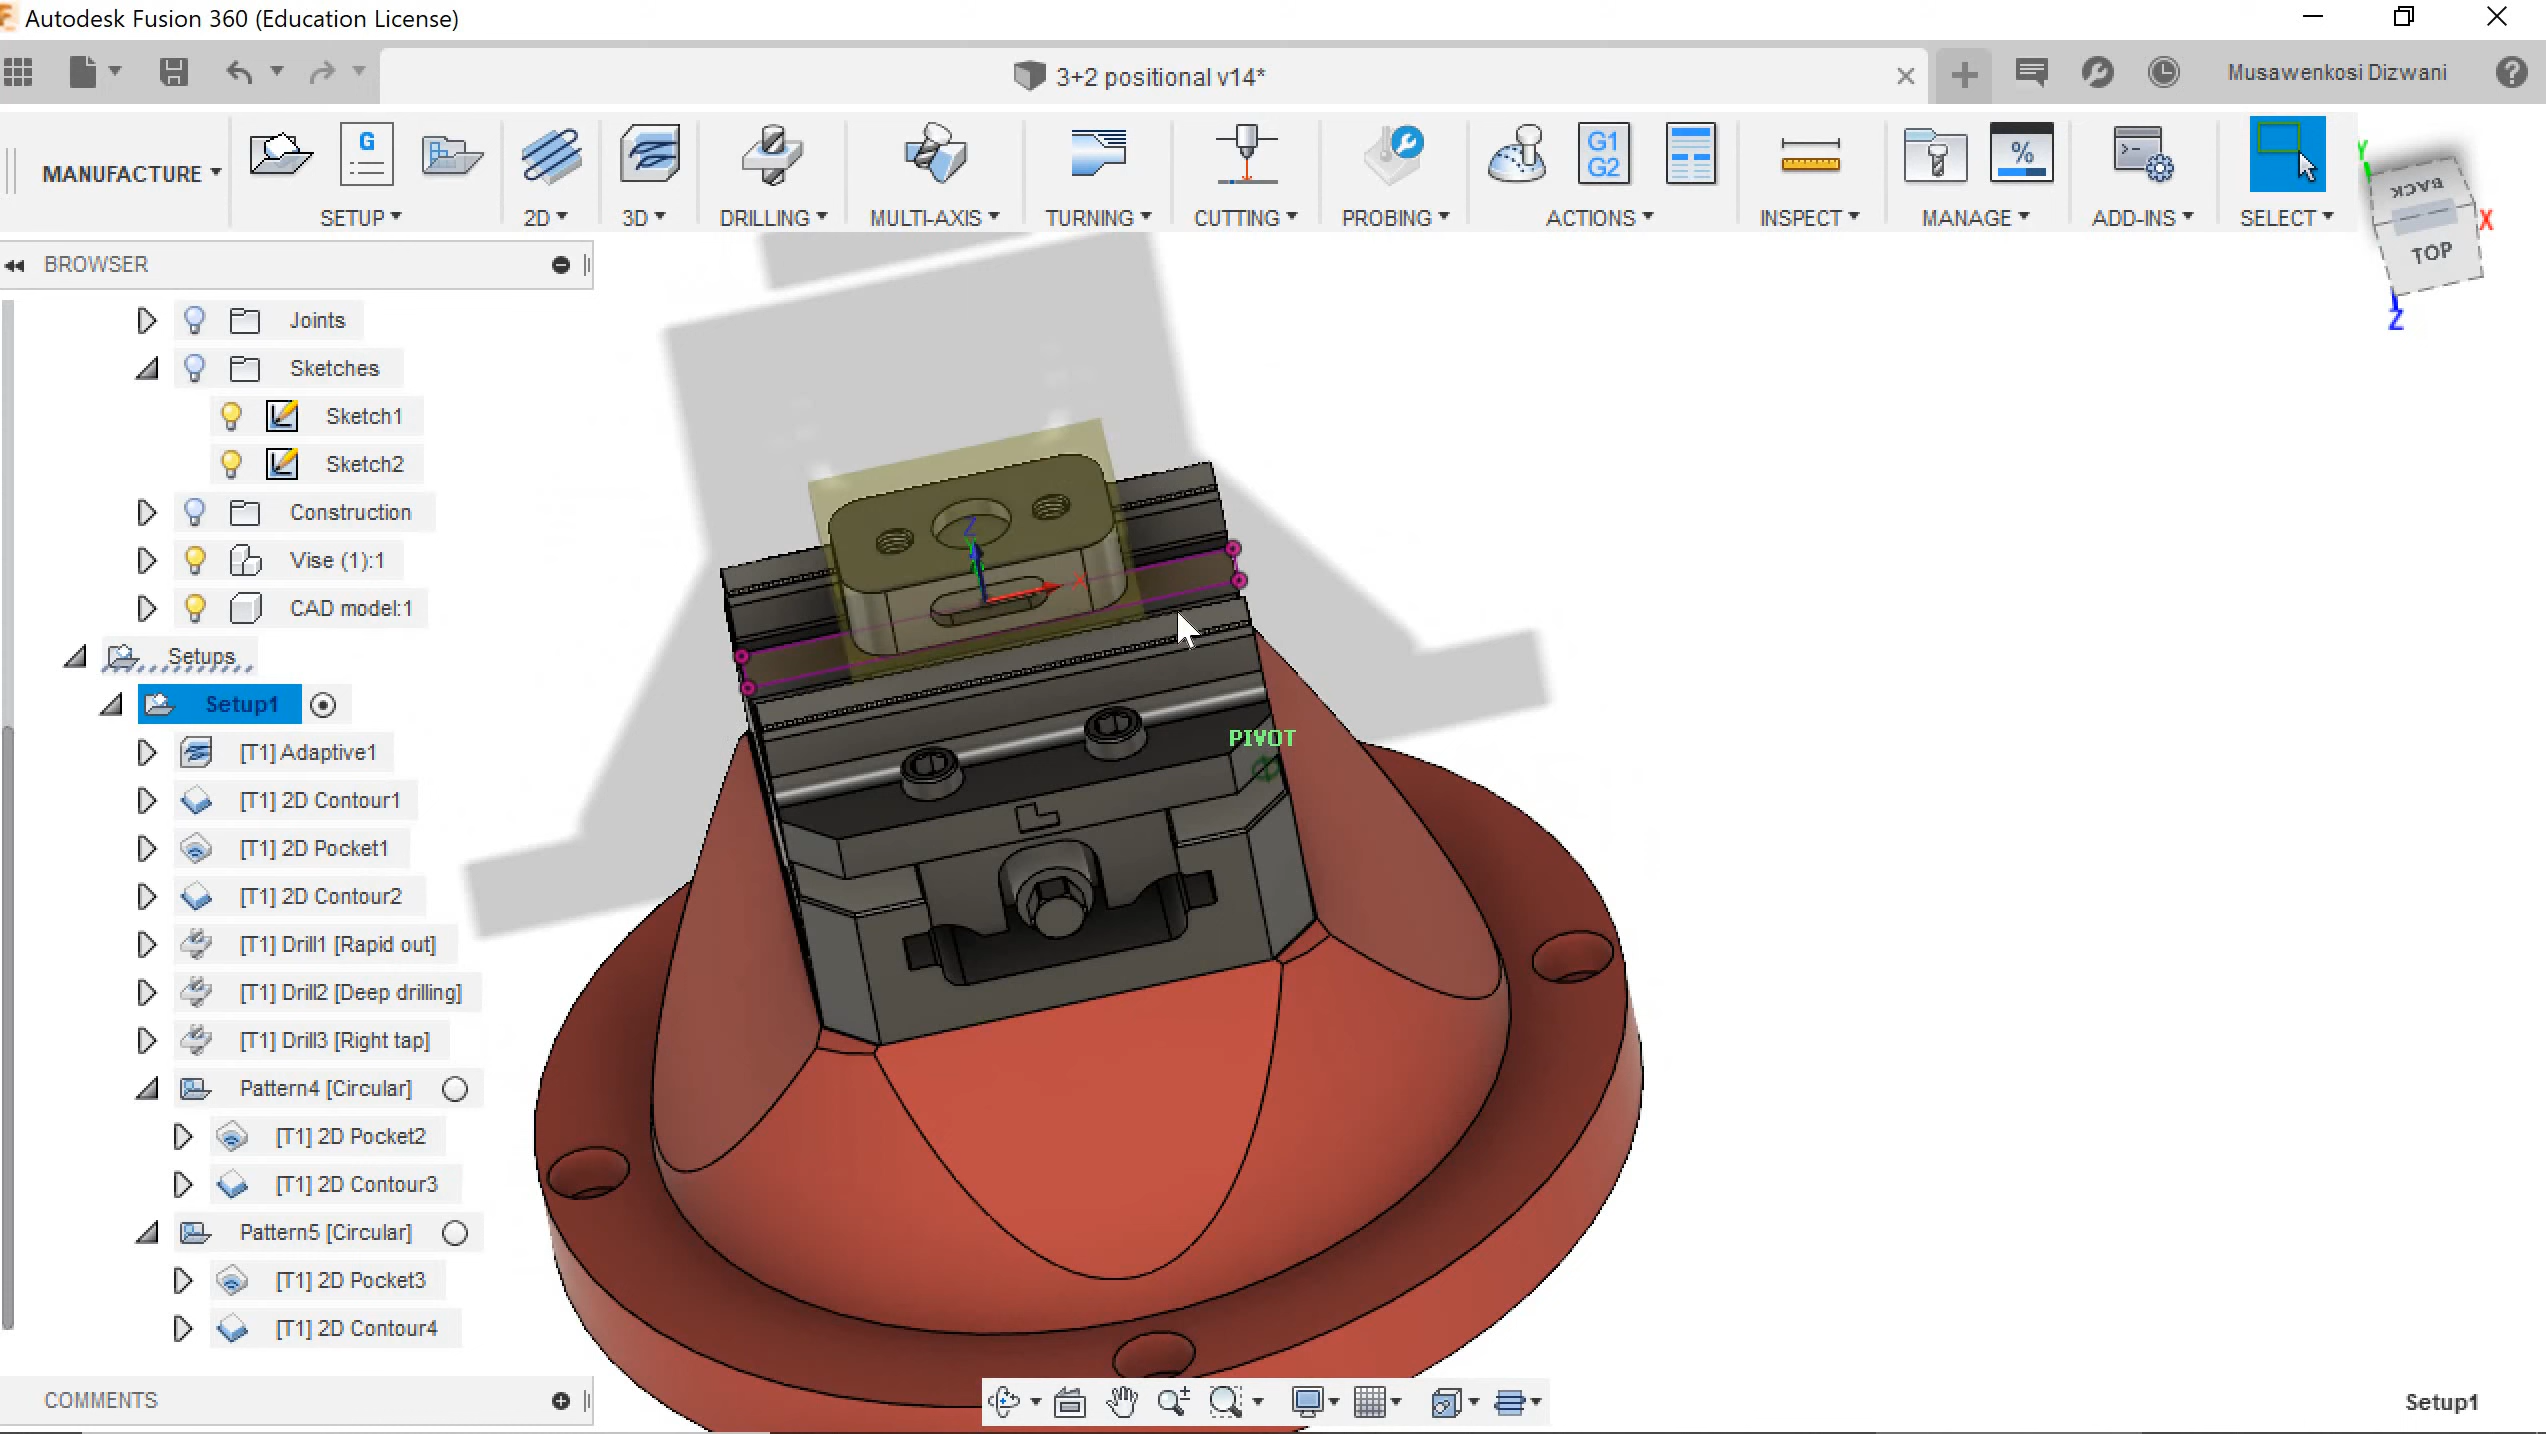 Autodesk Fusion 360 (Education License)
3+2 positional v14*
Musawenkosi Dizwani
MANUFACTURE
G
G1
G2
%
SETUP
2D
3D
DRILLING
MULTI-AXIS
TURNING
CUTTING
PROBING
ACTIONS
INSPECT
MANAGE
ADD-INS
SELECT
Y
BACK
X
TOP
Z
BROWSER
Joints
Sketches
Sketch1
Sketch2
Construction
Vise (1):1
CAD model:1
Setups
Setup1
[T1] Adaptive1
[T1] 2D Contour1
[T1] 2D Pocket1
[T1] 2D Contour2
[T1] Drill1 [Rapid out]
[T1] Drill2 [Deep drilling]
[T1] Drill3 [Right tap]
Pattern4 [Circular]
[T1] 2D Pocket2
[T1] 2D Contour3
Pattern5 [Circular]
[T1] 2D Pocket3
[T1] 2D Contour4
Z
X
PIVOT
COMMENTS
Setup1